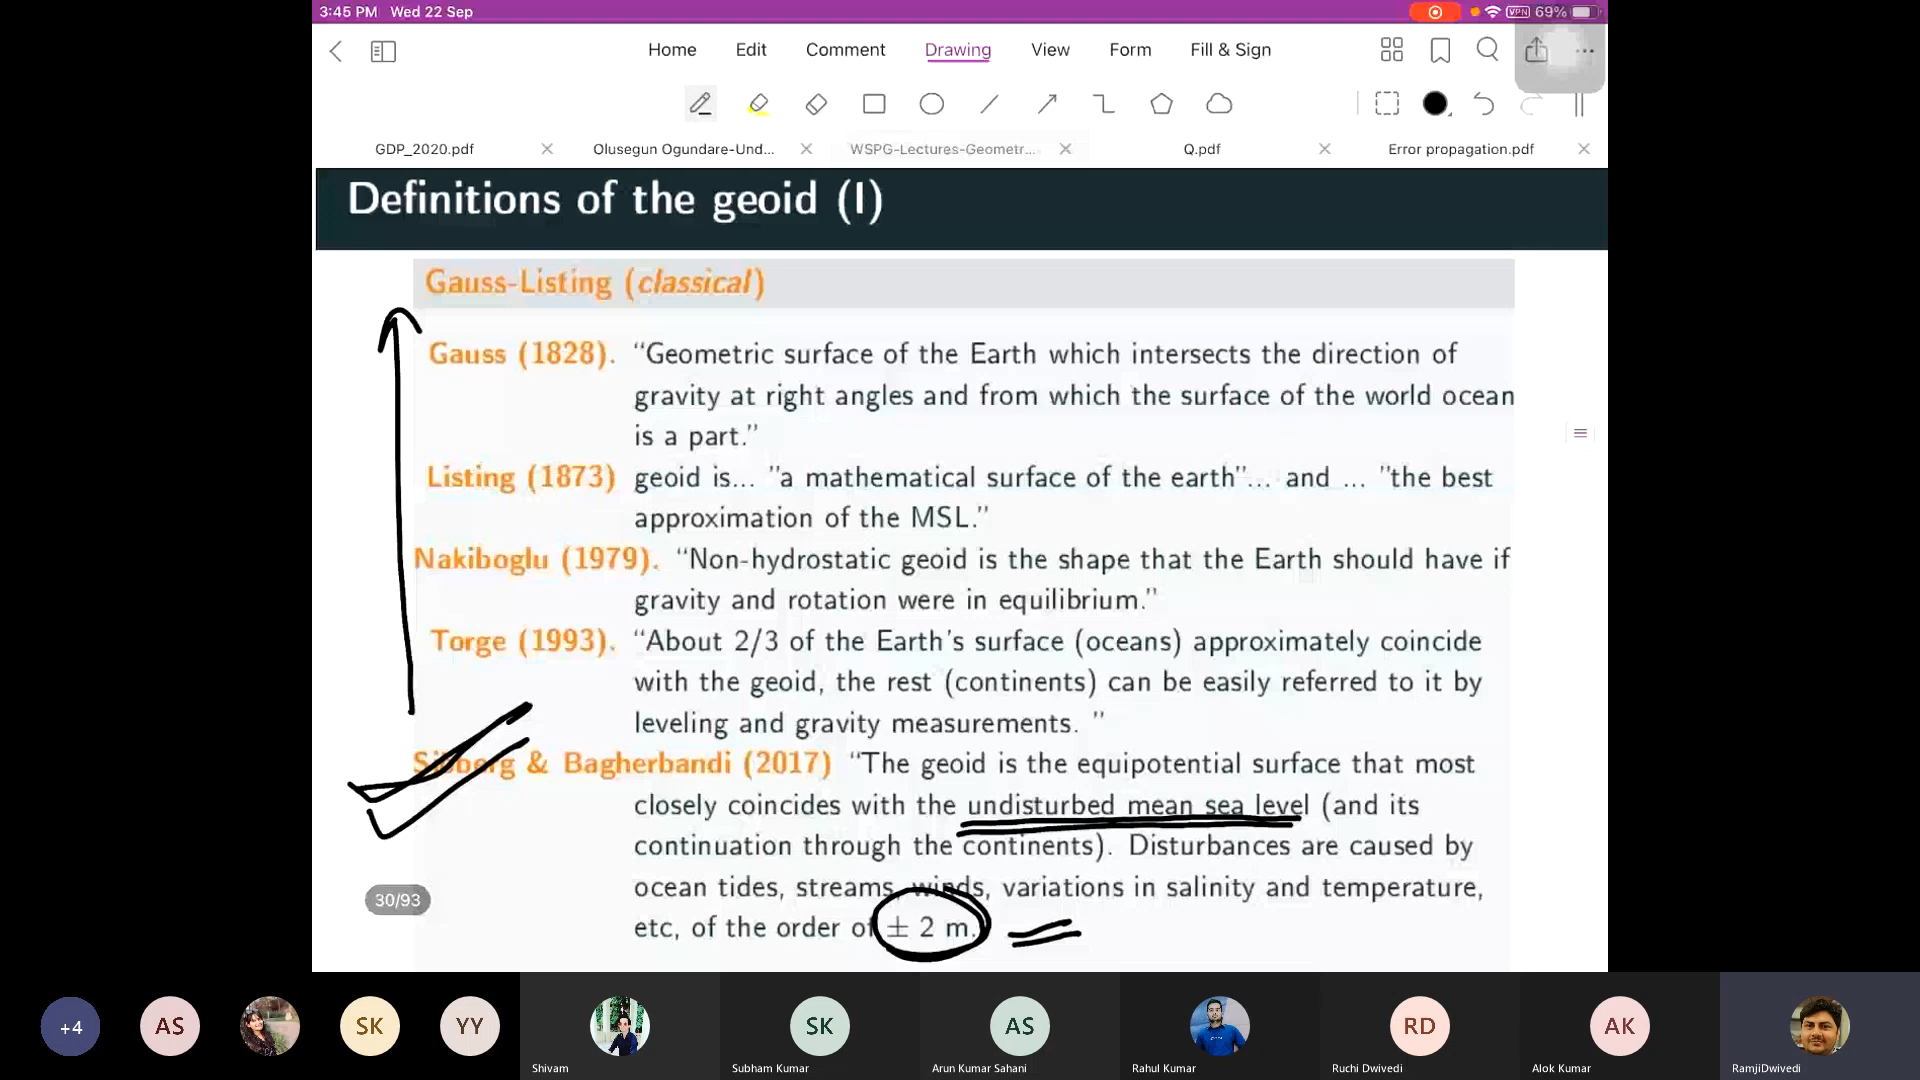 3:45 PM Wed 22 Sep
VPN 69%
Home Edit Comment Drawing View Form Fill & Sign
GDP_2020.pdf Olusegun Ogundare-Und... WSPG-Lectures-Geometr... Q.pdf Error propagation.pdf
Definitions of the geoid (I)
Gauss-Listing (classical)
Gauss (1828). “Geometric surface of the Earth which intersects the direction of
gravity at right angles and from which the surface of the world ocean
is a part.”
Listing (1873) geoid is... ”a mathematical surface of the earth”... and ... ”the best
approximation of the MSL.”
Nakiboglu (1979). “Non-hydrostatic geoid is the shape that the Earth should have if
gravity and rotation were in equilibrium.”
Torge (1993). “About 2/3 of the Earth’s surface (oceans) approximately coincide
with the geoid, the rest (continents) can be easily referred to it by
leveling and gravity measurements. ”
Sjöberg & Bagherbandi (2017) “The geoid is the equipotential surface that most
closely coincides with the undisturbed mean sea level (and its
continuation through the continents). Disturbances are caused by
ocean tides, streams, winds, variations in salinity and temperature,
etc, of the order of ± 2 m.
30/93
+4 AS SK YY SK AS RD AK
Shivam Subham Kumar Arun Kumar Sahani Rahul Kumar Ruchi Dwivedi Alok Kumar RamjiDwivedi